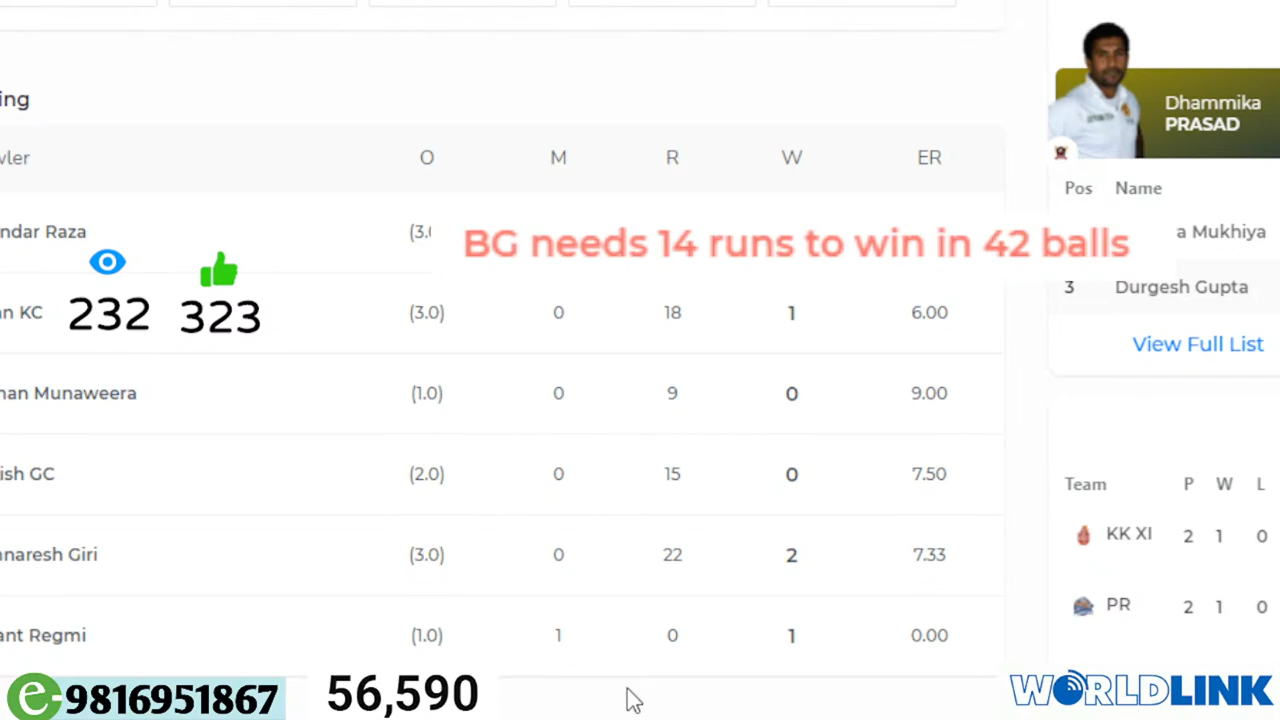 ing
wler O M R W ER
ndar Raza (3.0
BG needs 14 runs to win in 42 balls
232 323
an KC (3.0) 0 18 1 6.00
han Munaweera (1.0) 0 9 0 9.00
ish GC (2.0) 0 15 0 7.50
nnaresh Giri (3.0) 0 22 2 7.33
ant Regmi (1.0) 1 0 1 0.00
e-9816951867 56,590
Dhammika
PRASAD
Pos Name
a Mukhiya
3 Durgesh Gupta
View Full List
Team P W L
KK XI 2 1 0
PR 2 1 0
WORLDLINK